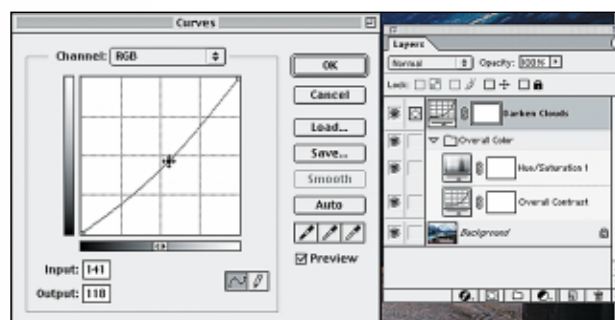 Curves
Channel: RGB
OK
Cancel
Load...
Save...
Smooth
Auto
Preview
Input: 141
Output: 118
Layers
Normal
Opacity: 100%
Lock:
Darken Clouds
Overall Color
Hue/Saturation 1
Overall Contrast
Background